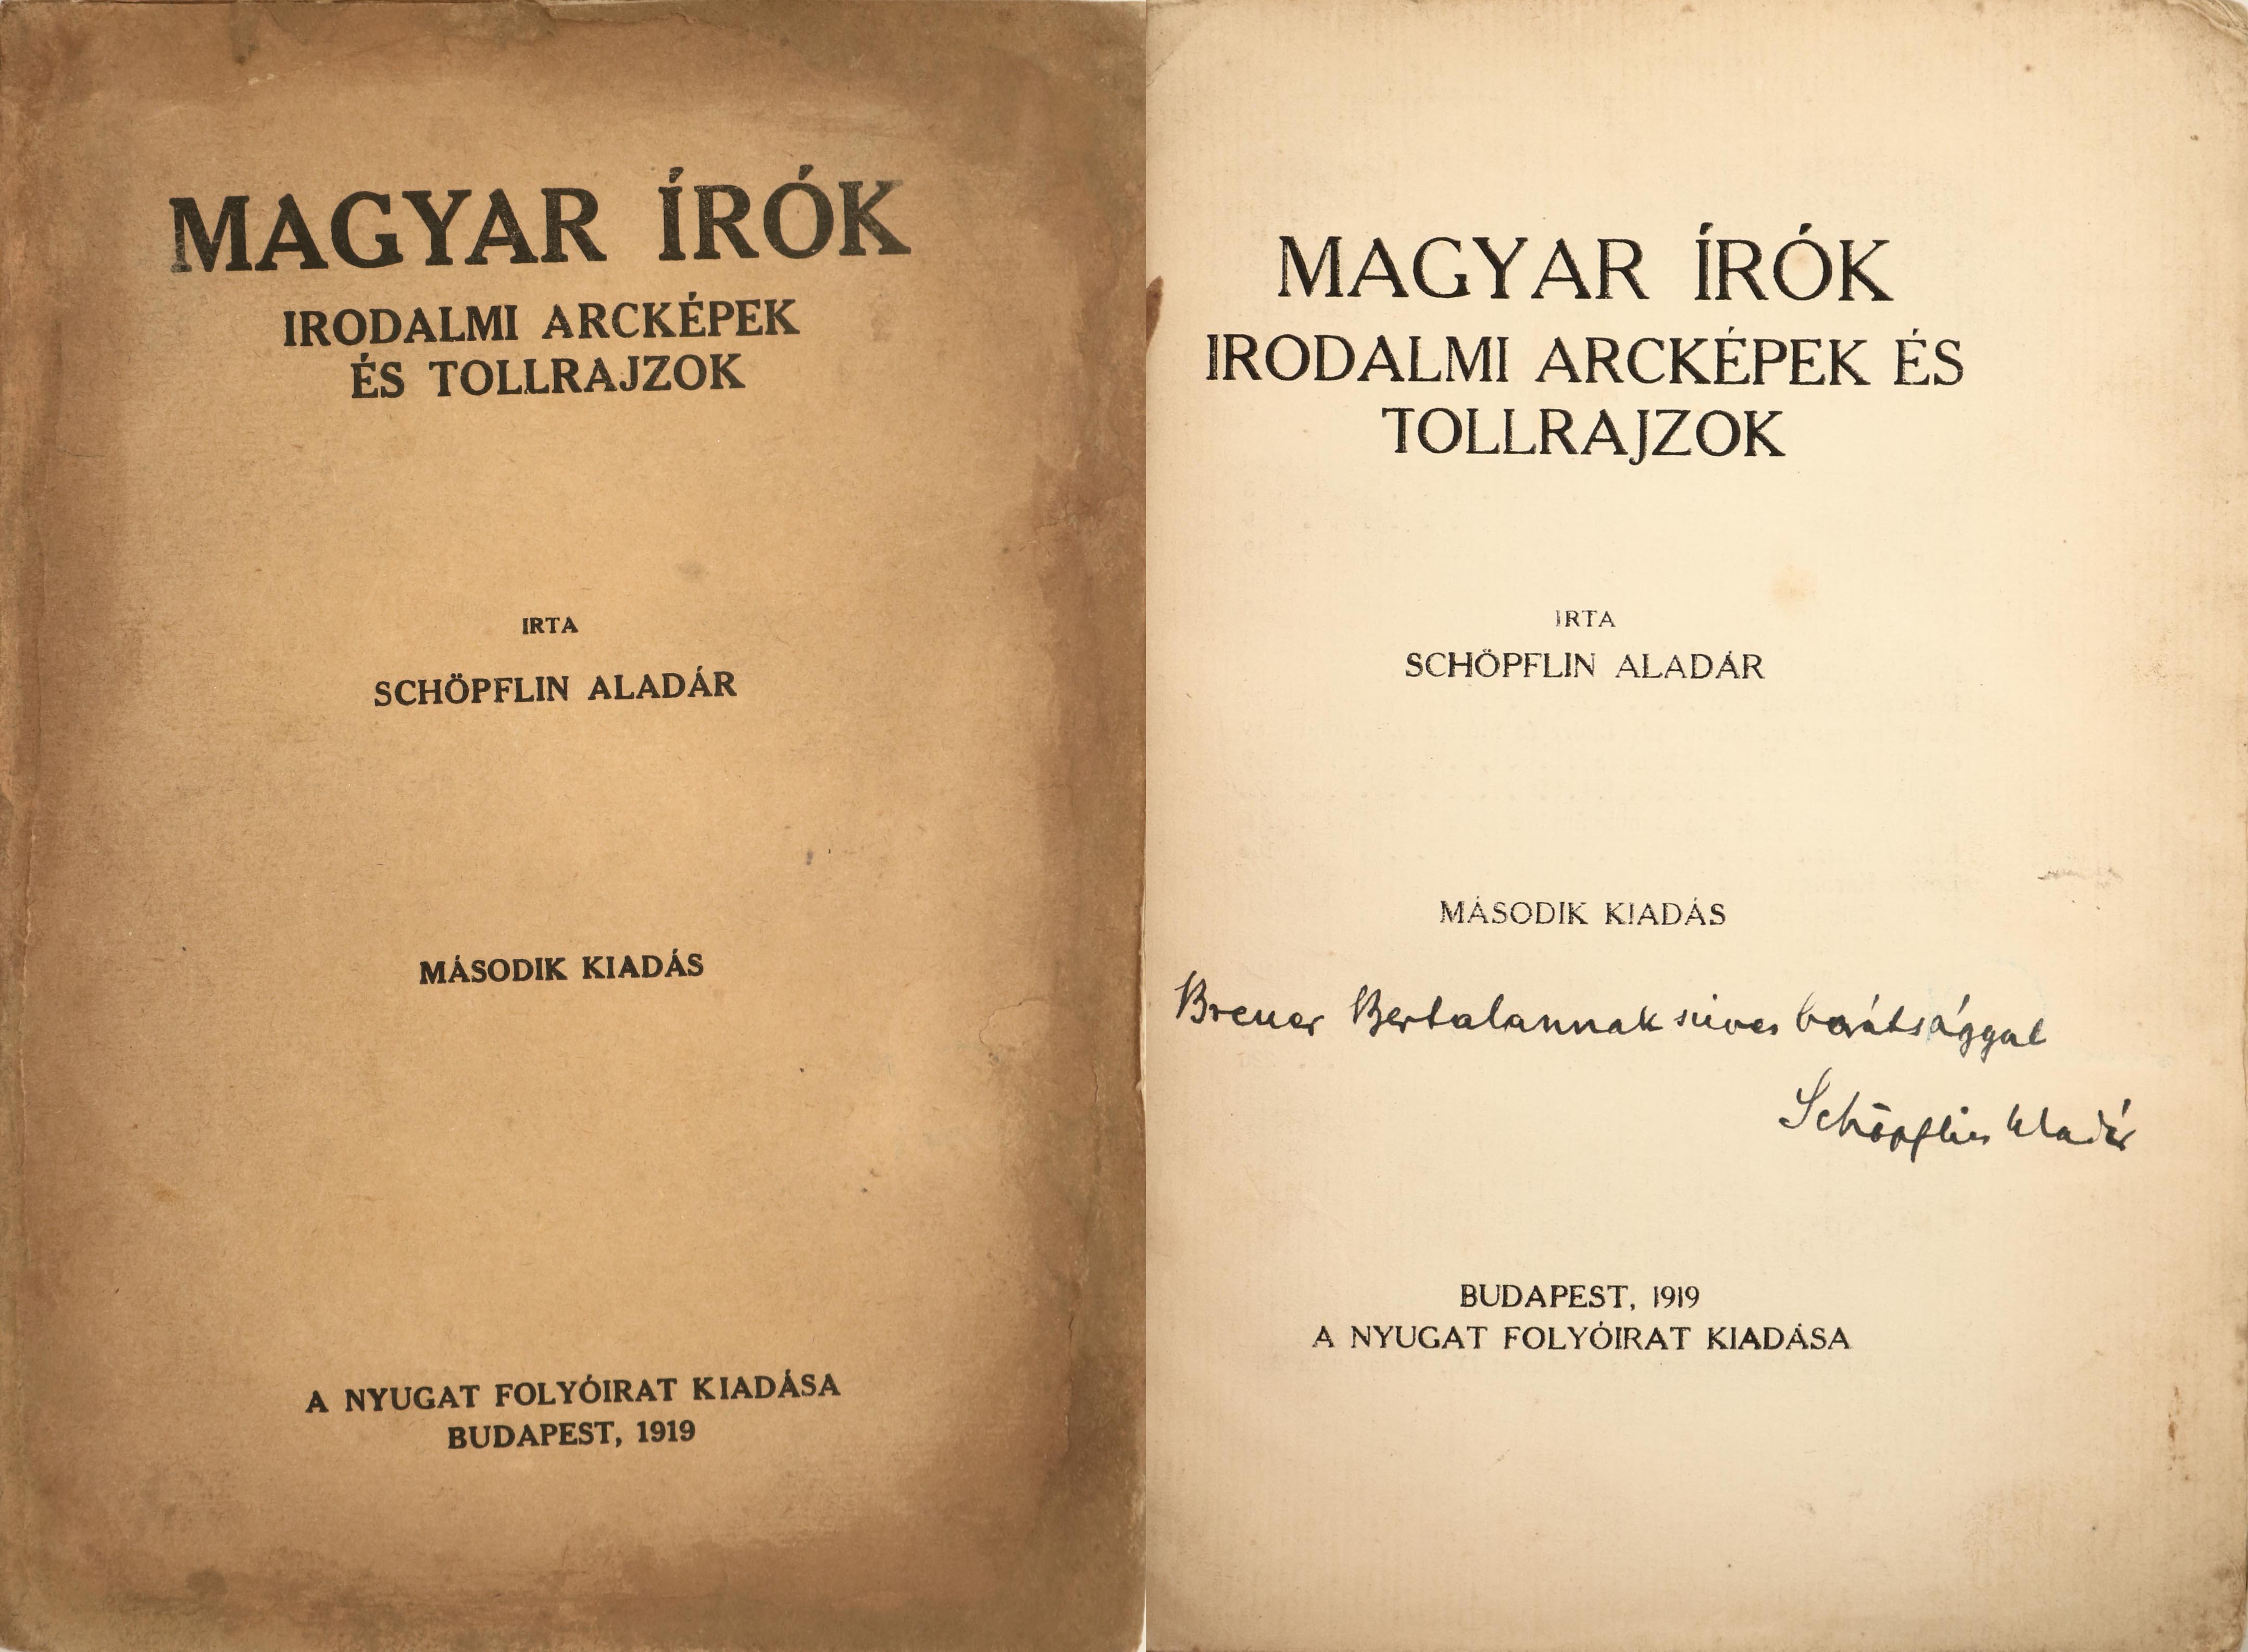 MAGYAR ÍRÓK
IRODALMI ARCKÉPEK
ÉS TOLLRAJZOK
IRTA
SCHÖPFLIN ALADÁR
MÁSODIK KIADÁS
A NYUGAT FOLYÓIRAT KIADÁSA
BUDAPEST, 1919
MAGYAR ÍRÓK
IRODALMI ARCKÉPEK ÉS
TOLLRAJZOK
IRTA
SCHÖPFLIN ALADÁR
MÁSODIK KIADÁS
Breuer Bertalannak szives barátsággal
Schöpflin Aladár
BUDAPEST, 1919
A NYUGAT FOLYÓIRAT KIADÁSA